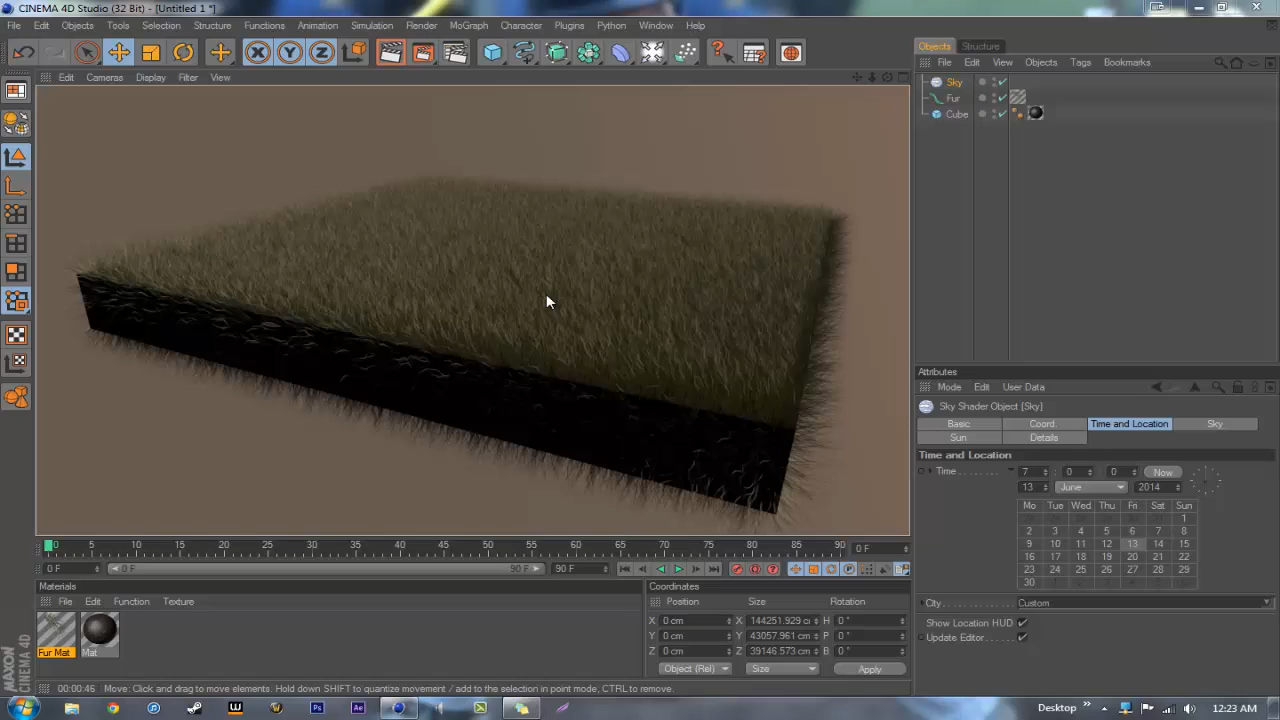 CINEMA 4D Studio (32 Bit) - [Untitled 1 *]
File Edit Objects Tools Selection Structure Functions Animation Simulation Render MoGraph Character Plugins Python Window Help
X Y Z
Edit Cameras Display Filter View
Objects Structure
File Edit View Objects Tags Bookmarks
Sky
Fur
Cube
Attributes
Mode Edit User Data
Sky Shader Object [Sky]
Basic Coord. Time and Location Sky
Sun Details
Time and Location
Time 7 : 0 : 0 Now
13 June 2014
Mo Tue Wed Thu Fri Sat Sun
1
2 3 4 5 6 7 8
9 10 11 12 13 14 15
16 17 18 19 20 21 22
23 24 25 26 27 28 29
30
City Custom
Show Location HUD
Update Editor
0 5 10 15 20 25 30 35 40 45 50 55 60 65 70 75 80 85 90 0 F
0 F 0 F 90 F 90 F
Materials
File Edit Function Texture
Fur Mat Mat
Coordinates
Position Size Rotation
X 0 cm X 144251.929 cm H 0 °
Y 0 cm Y 43057.961 cm P 0 °
Z 0 cm Z 39146.573 cm B 0 °
Object (Rel) Size Apply
MAXON
CINEMA 4D
00:00:46 Move: Click and drag to move elements. Hold down SHIFT to quantize movement / add to the selection in point mode, CTRL to remove.
Ps Ae
Desktop 12:23 AM